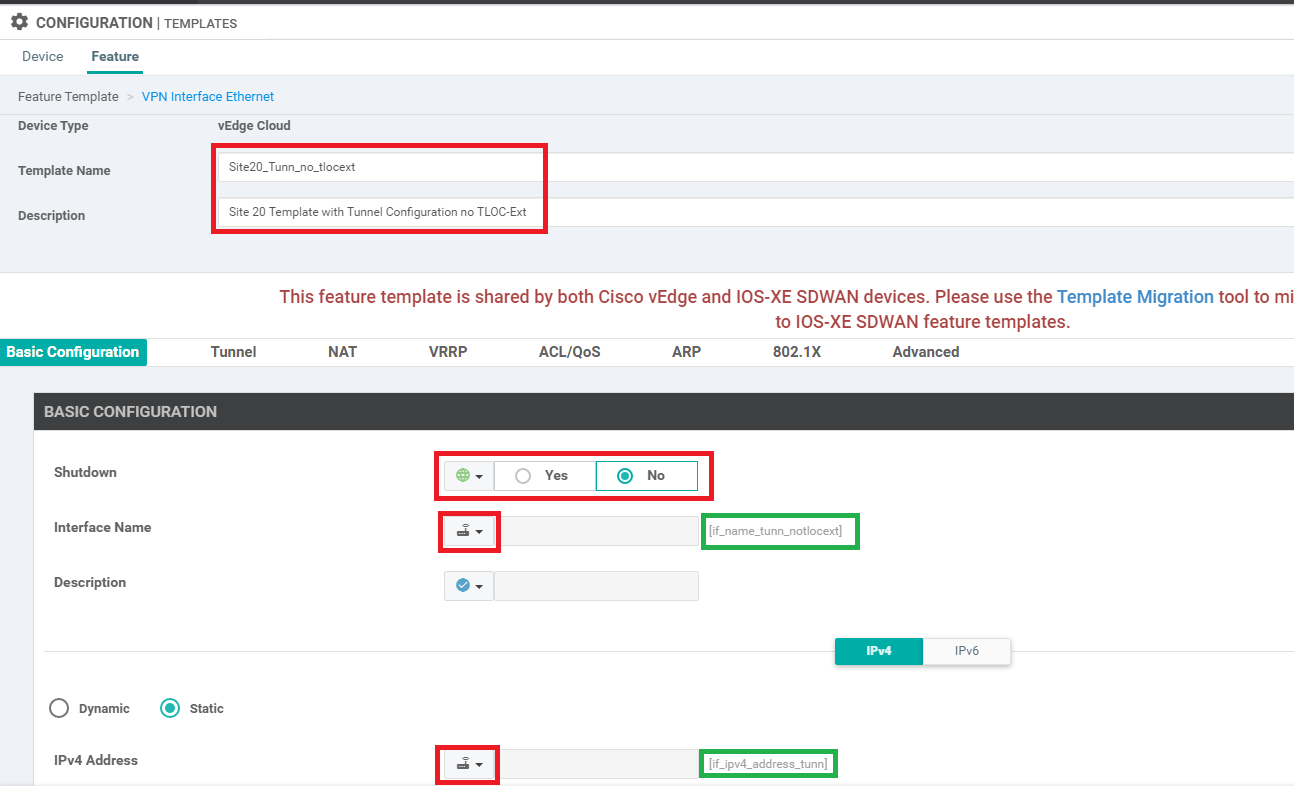 CONFIGURATION | TEMPLATES
Device Feature
Feature Template > VPN Interface Ethernet
Device Type vEdge Cloud
Template Name Site20_Tunn_no_tlocext
Description Site 20 Template with Tunnel Configuration no TLOC-Ext
This feature template is shared by both Cisco vEdge and IOS-XE SDWAN devices. Please use the Template Migration tool to mi
to IOS-XE SDWAN feature templates.
Basic Configuration Tunnel NAT VRRP ACL/QoS ARP 802.1X Advanced
BASIC CONFIGURATION
Shutdown Yes No
Interface Name [if_name_tunn_notlocext]
Description
IPv4 IPv6
Dynamic Static
IPv4 Address [if_ipv4_address_tunn]